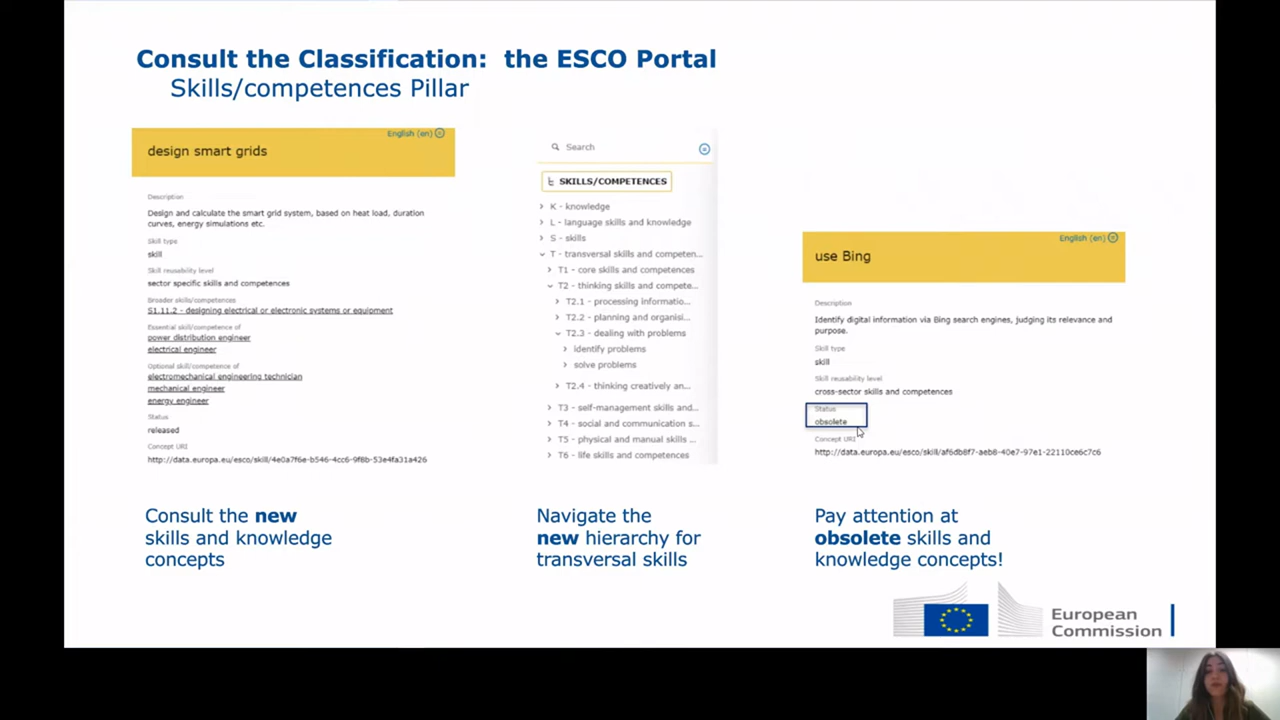 Consult the Classification: the ESCO Portal
Skills/competences Pillar
English (en)
design smart grids
Description
Design and calculate the smart grid system, based on heat load, duration
curves, energy simulations etc.
Skill type
skill
Skill reusability level
sector specific skills and competences
Broader skills/competences
S1.11.2 - designing electrical or electronic systems or equipment
Essential skill/competence of
power distribution engineer
electrical engineer
Optional skill/competence of
electromechanical engineering technician
mechanical engineer
energy engineer
Status
released
Concept URI
http://data.europa.eu/esco/skill/4e0a7f6e-b546-4cc6-9f8b-53e4fa31a426
Consult the new
skills and knowledge
concepts
Search
SKILLS/COMPETENCES
K - knowledge
L - language skills and knowledge
S - skills
T - transversal skills and competen...
T1 - core skills and competences
T2 - thinking skills and compete...
T2.1 - processing informatio...
T2.2 - planning and organisi...
T2.3 - dealing with problems
identify problems
solve problems
T2.4 - thinking creatively an...
T3 - self-management skills and...
T4 - social and communication s...
T5 - physical and manual skills ...
T6 - life skills and competences
Navigate the
new hierarchy for
transversal skills
English (en)
use Bing
Description
Identify digital information via Bing search engines, judging its relevance and
purpose.
Skill type
skill
Skill reusability level
cross-sector skills and competences
Status
obsolete
Concept URI
http://data.europa.eu/esco/skill/af6db8f7-aeb8-40e7-97e1-22110ce6c7c6
Pay attention at
obsolete skills and
knowledge concepts!
European
Commission